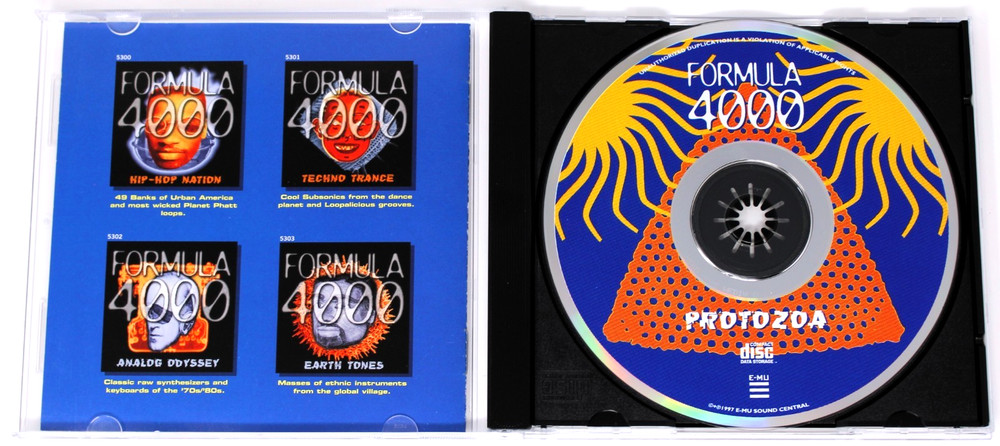 5300
FORMULA
4000
HIP-HOP NATION
49 Banks of Urban America
and most wicked Planet Phatt
loops.
5301
FORMULA
4000
TECHNO TRANCE
Cool Subsonics from the dance
planet and Loopalicious grooves.
5302
FORMULA
4000
ANALOG ODYSSEY
Classic raw synthesizers and
keyboards of the '70s/'80s.
5303
FORMULA
4000
EARTH TONES
Masses of ethnic instruments
from the global village.
UNAUTHORIZED DUPLICATION IS A VIOLATION OF APPLICABLE RIGHTS
FORMULA
4000
PROTOZOA
COMPACT
disc
DATA STORAGE
E-MU
©+℗1997 E-MU SOUND CENTRAL